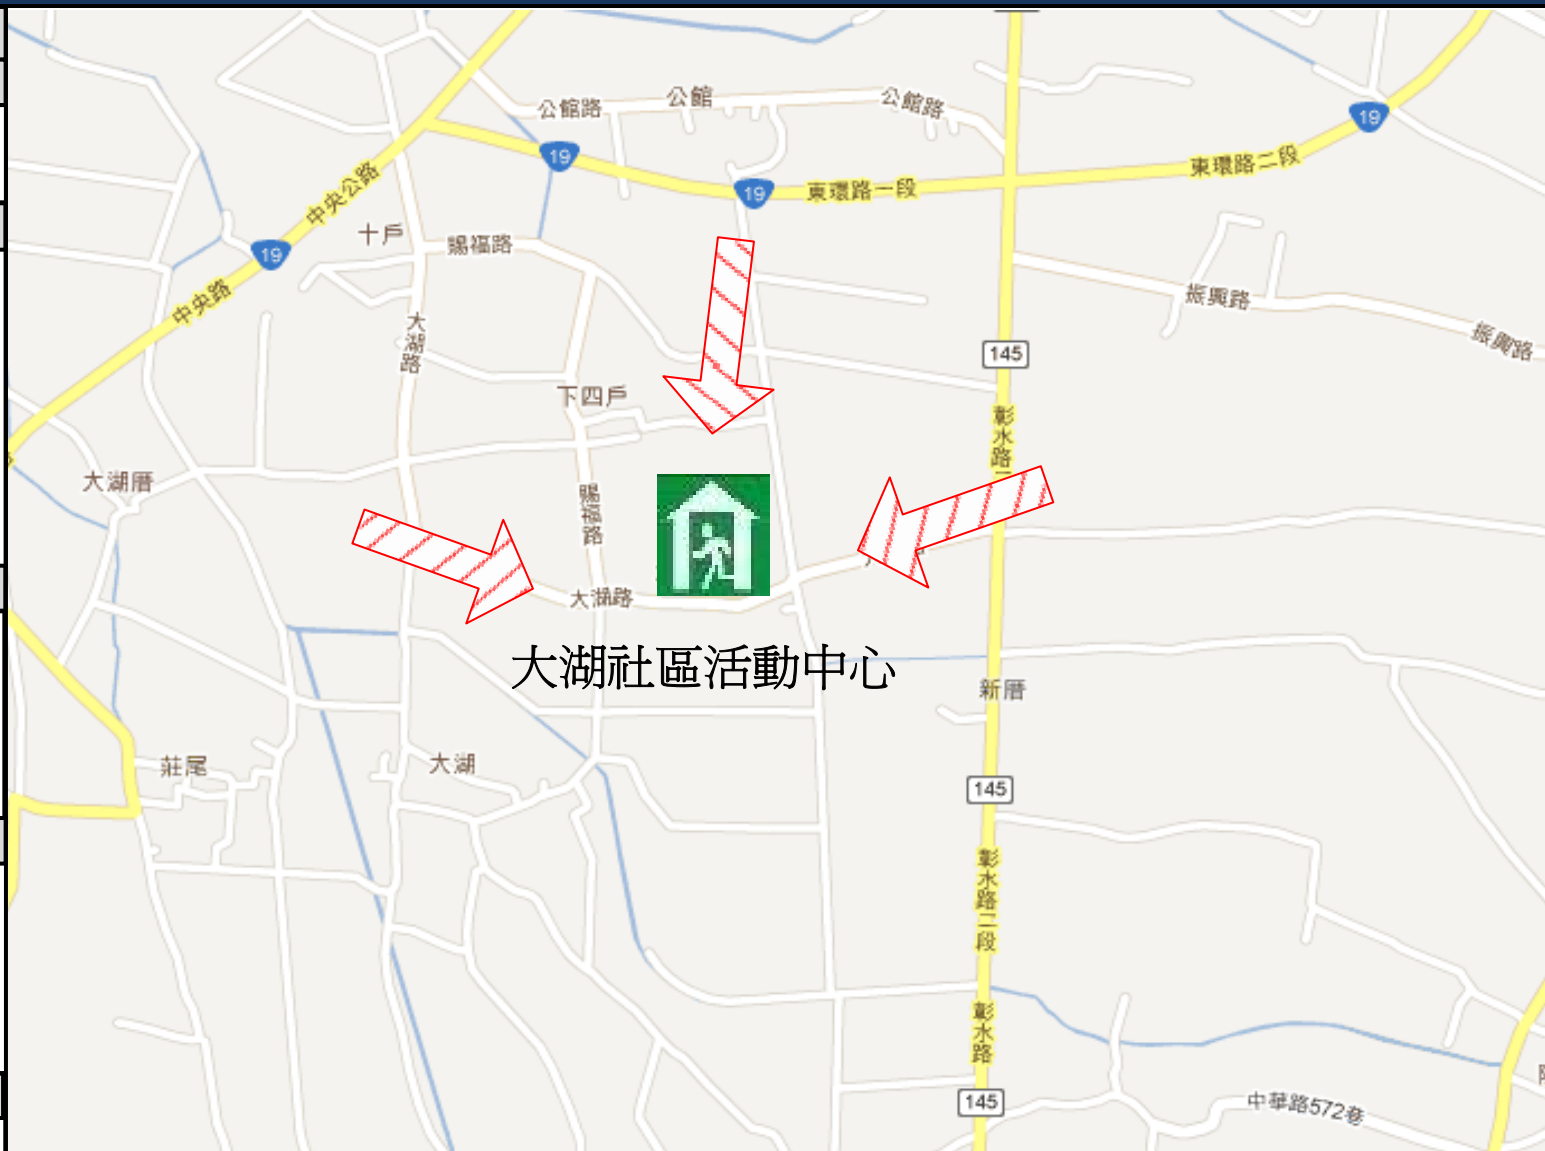 公館路
公館
公館路
19
19
19
東環路一段
東環路二段
中央公路
十戶
賜福路
19
中央路
振興路
振興路
大湖路
145
下四戶
彰水路二
大湖厝
賜福路
大湖路
大湖社區活動中心
新厝
莊尾
大湖
145
彰水路二段
彰水路
145
中華路572巷